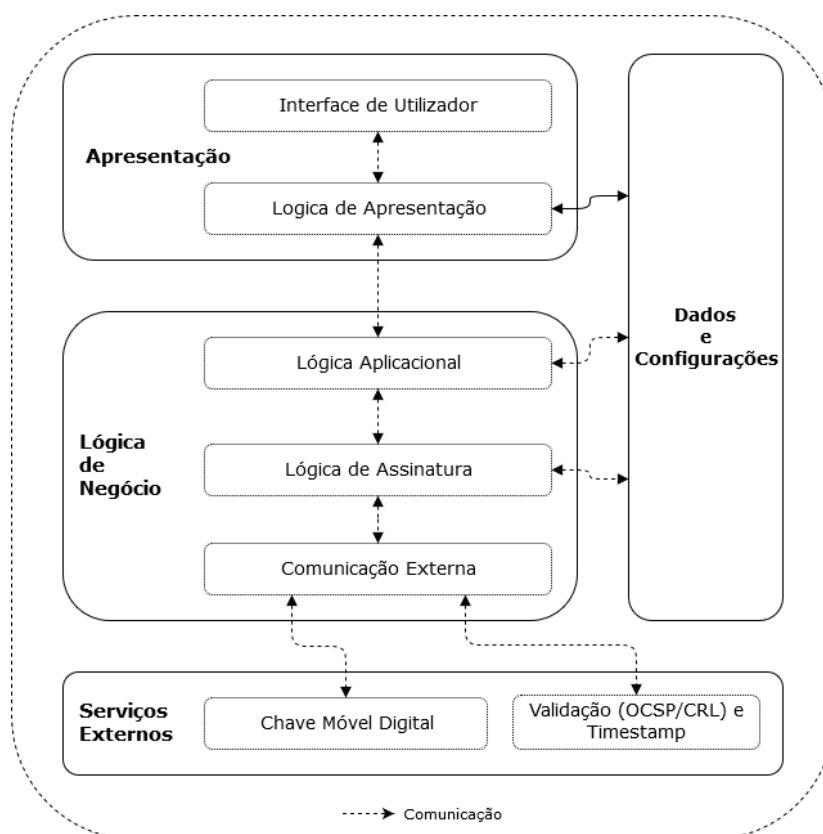 Interface de Utilizador
Apresentação
Logica de Apresentação
Lógica Aplicacional
Lógica
de
Negócio
Lógica de Assinatura
Comunicação Externa
Dados
e
Configurações
Serviços
Externos
Chave Móvel Digital
Validação (OCSP/CRL) e
Timestamp
Comunicação